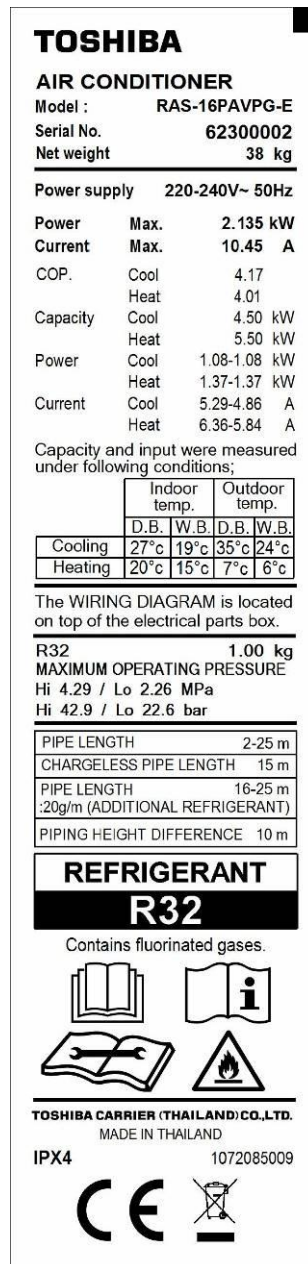 TOSHIBA
AIR CONDITIONER
Model : RAS-16PAVPG-E
Serial No. 62300002
Net weight 38 kg
Power supply 220-240V~ 50Hz
Power Max. 2.135 kW
Current Max. 10.45 A
COP. Cool 4.17
Heat 4.01
Capacity Cool 4.50 kW
Heat 5.50 kW
Power Cool 1.08-1.08 kW
Heat 1.37-1.37 kW
Current Cool 5.29-4.86 A
Heat 6.36-5.84 A
Capacity and input were measured
under following conditions;
Indoor temp. Outdoor temp.
D.B. W.B. D.B. W.B.
Cooling 27°c 19°c 35°c 24°c
Heating 20°c 15°c 7°c 6°c
The WIRING DIAGRAM is located
on top of the electrical parts box.
R32 1.00 kg
MAXIMUM OPERATING PRESSURE
Hi 4.29 / Lo 2.26 MPa
Hi 42.9 / Lo 22.6 bar
PIPE LENGTH 2-25 m
CHARGELESS PIPE LENGTH 15 m
PIPE LENGTH 16-25 m
:20g/m (ADDITIONAL REFRIGERANT)
PIPING HEIGHT DIFFERENCE 10 m
REFRIGERANT
R32
Contains fluorinated gases.
i
TOSHIBA CARRIER (THAILAND) CO.,LTD.
MADE IN THAILAND
IPX4 1072085009
CE